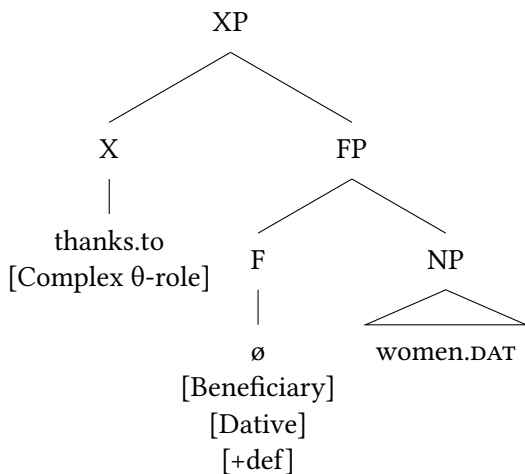 XP
X FP
thanks.to
[Complex θ-role]
F NP
ø
[Beneficiary]
[Dative]
[+def]
women.DAT